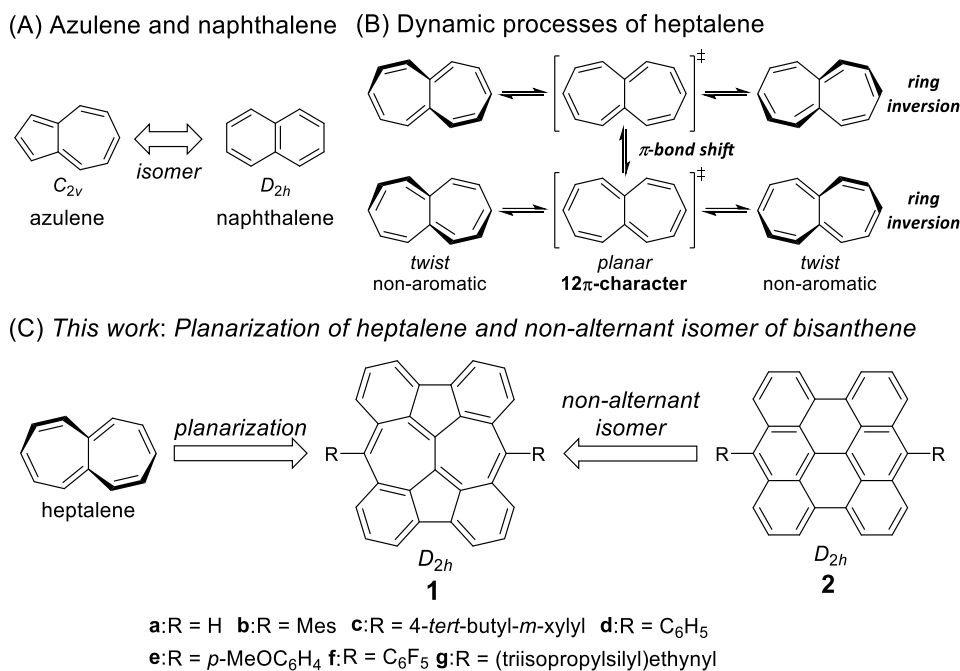 (A) Azulene and naphthalene
C2v
azulene
isomer
D2h
naphthalene
(B) Dynamic processes of heptalene
‡
ring
inversion
π-bond shift
‡
ring
inversion
twist
non-aromatic
planar
12π-character
twist
non-aromatic
(C) This work: Planarization of heptalene and non-alternant isomer of bisanthene
heptalene
planarization
R
R
D2h
1
non-alternant
isomer
R
R
D2h
2
a:R = H b:R = Mes c:R = 4-tert-butyl-m-xylyl d:R = C6H5
e:R = p-MeOC6H4 f:R = C6F5 g:R = (triisopropylsilyl)ethynyl